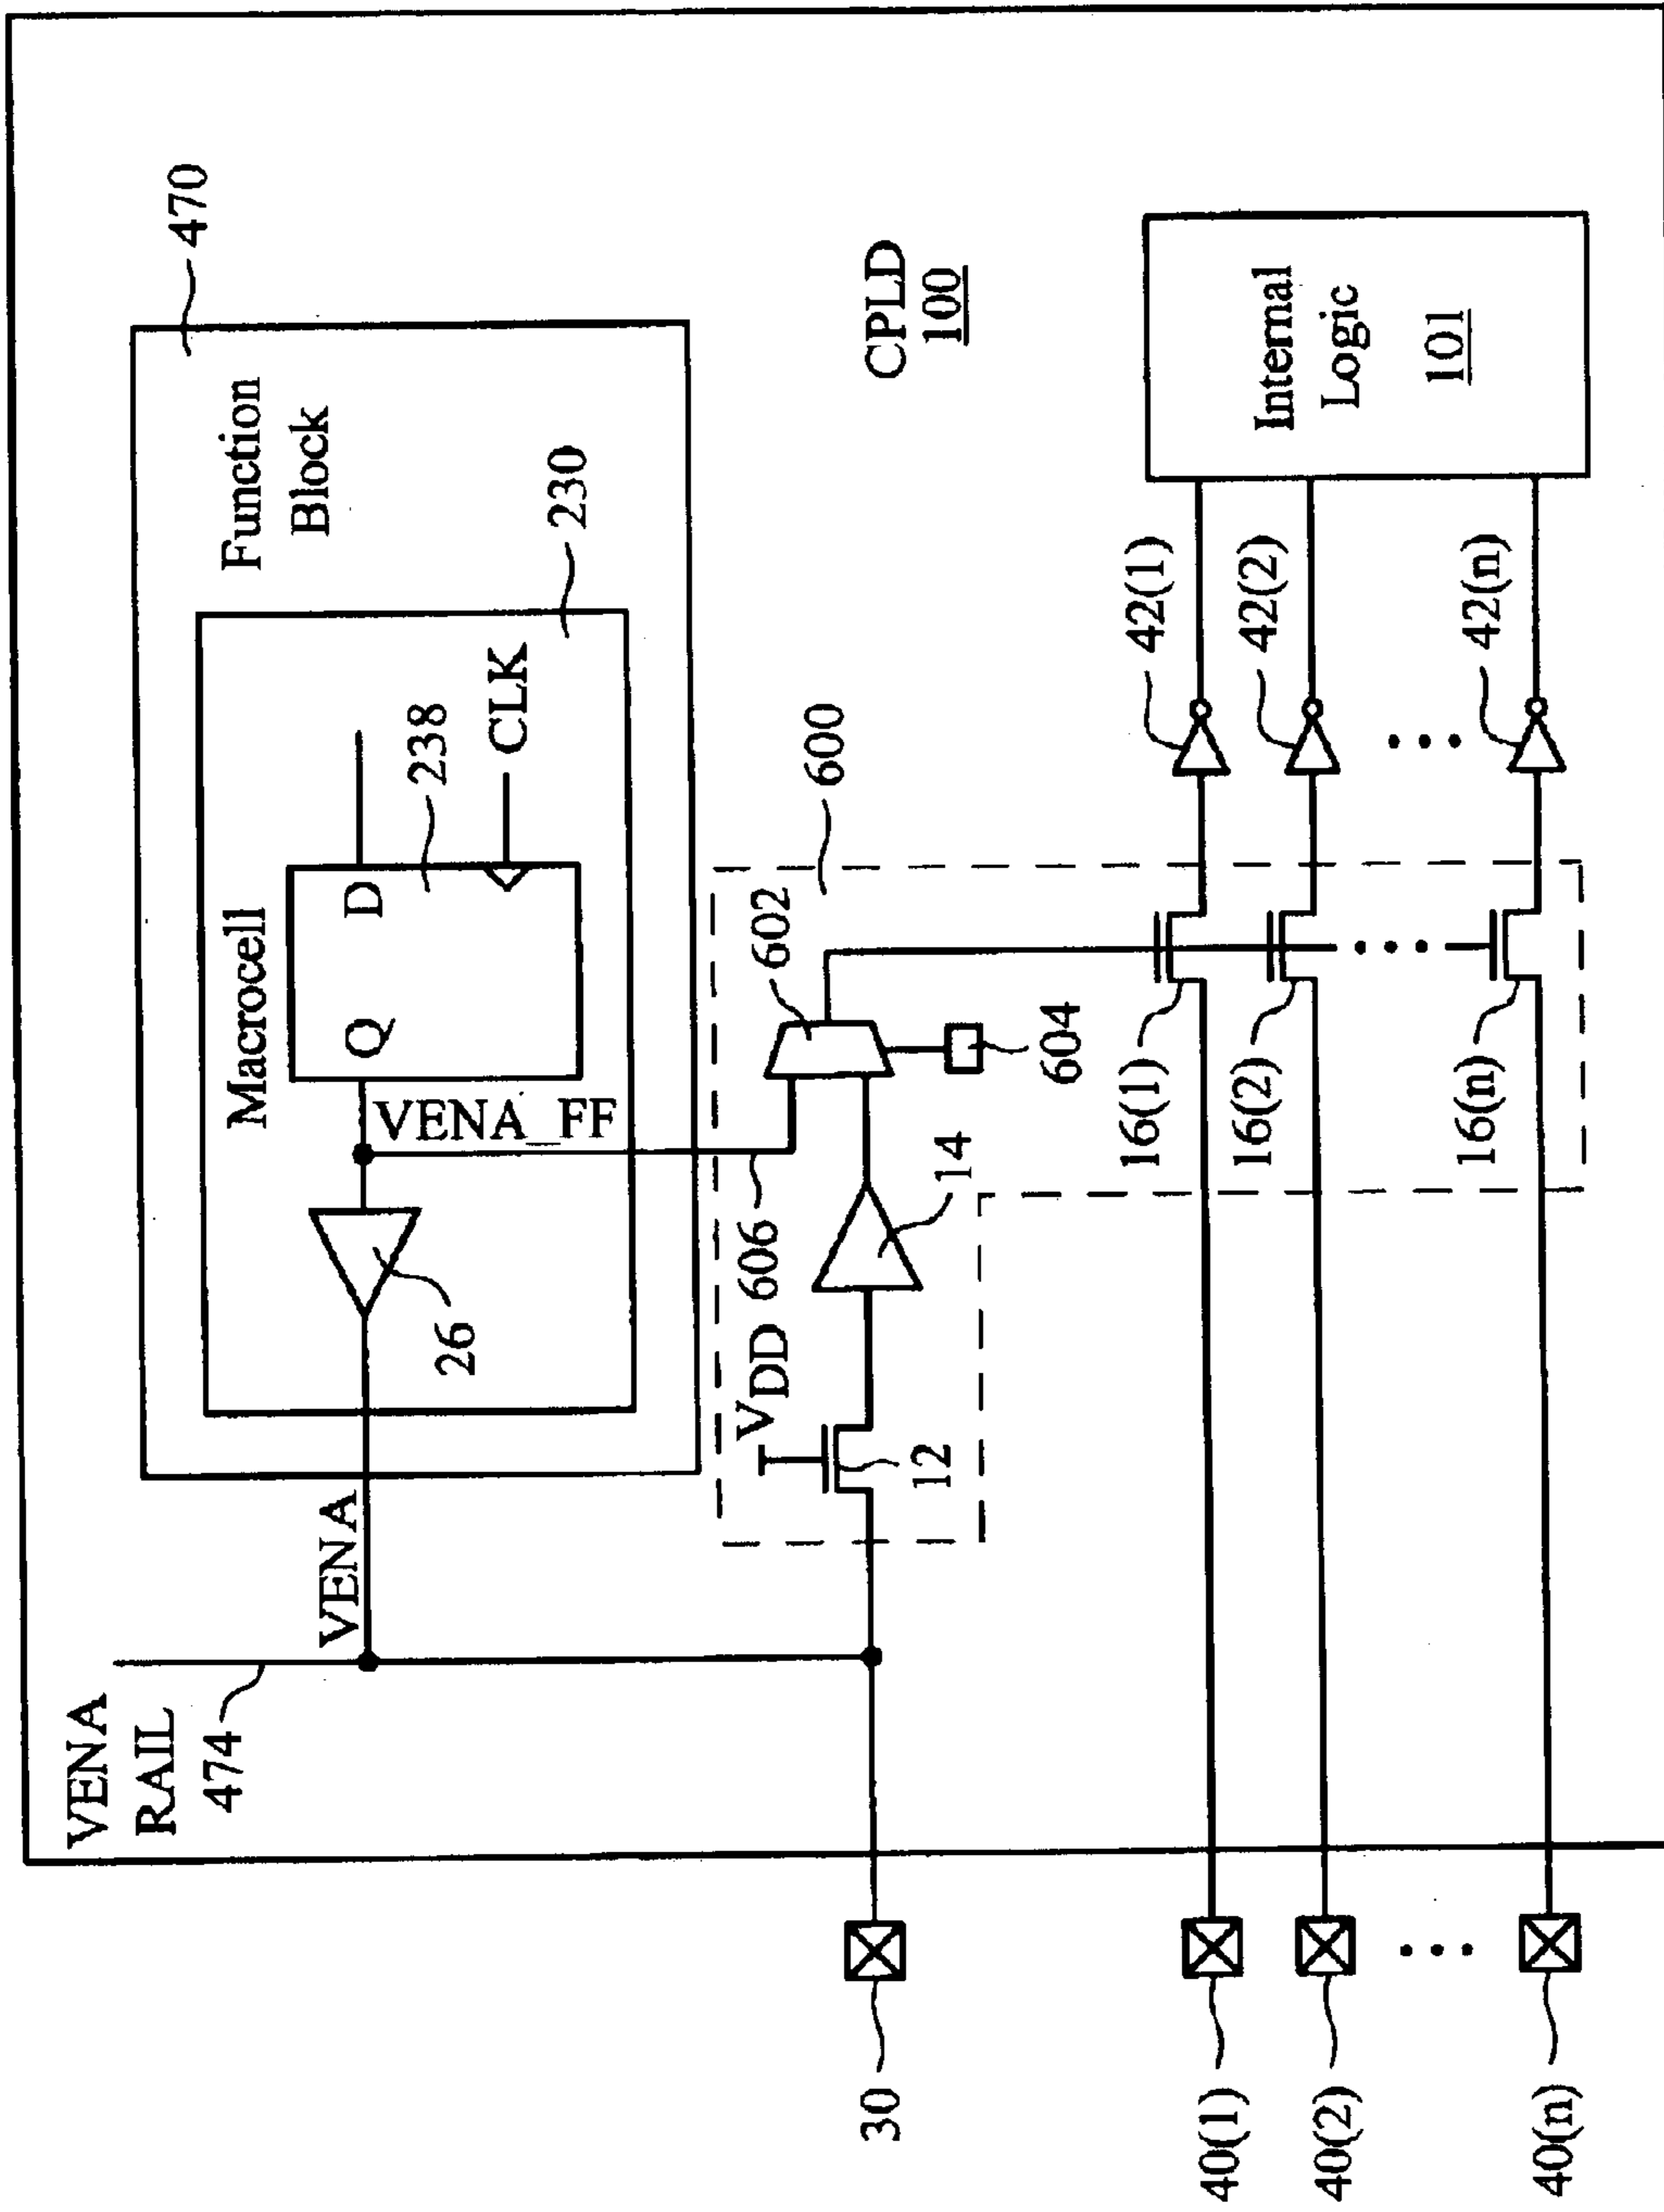 470
Function
Block
230
Macrocell
D
Q
238
CLK
VENA_FF
26
VENA
VENA
RAIL
474
CPLD
100
600
602
604
606
VDD
12
14
30
Internal
Logic
101
42(1)
42(2)
42(n)
16(1)
16(2)
16(n)
40(1)
40(2)
40(n)